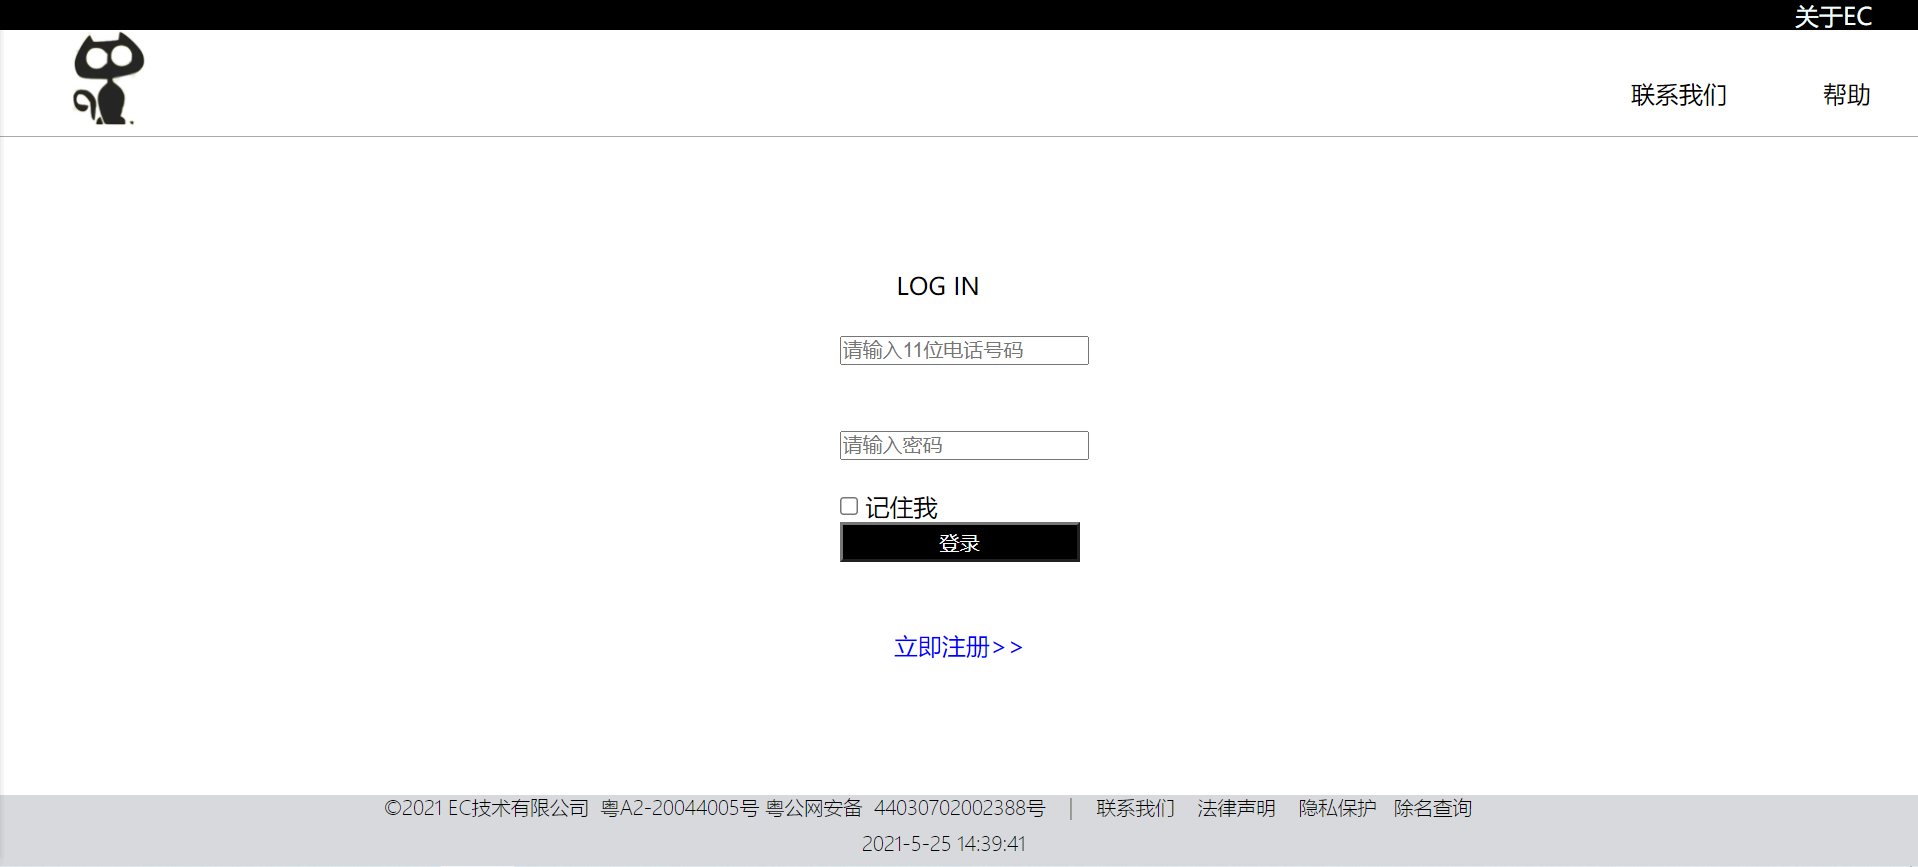 关于EC
联系我们 帮助
LOG IN
请输入11位电话号码
请输入密码
记住我
登录
立即注册>>
©2021 EC技术有限公司 粤A2-20044005号 粤公网安备 44030702002388号 | 联系我们 法律声明 隐私保护 除名查询
2021-5-25 14:39:41